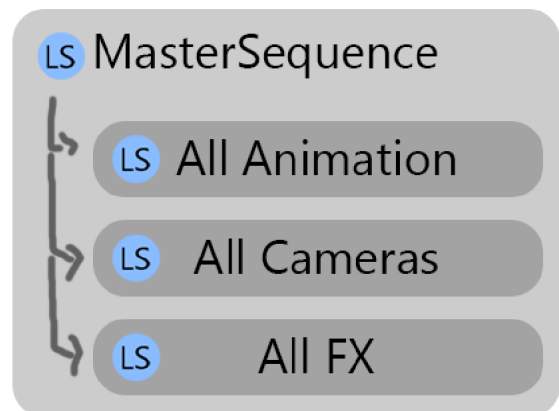 LS MasterSequence
LS All Animation
LS All Cameras
LS All FX